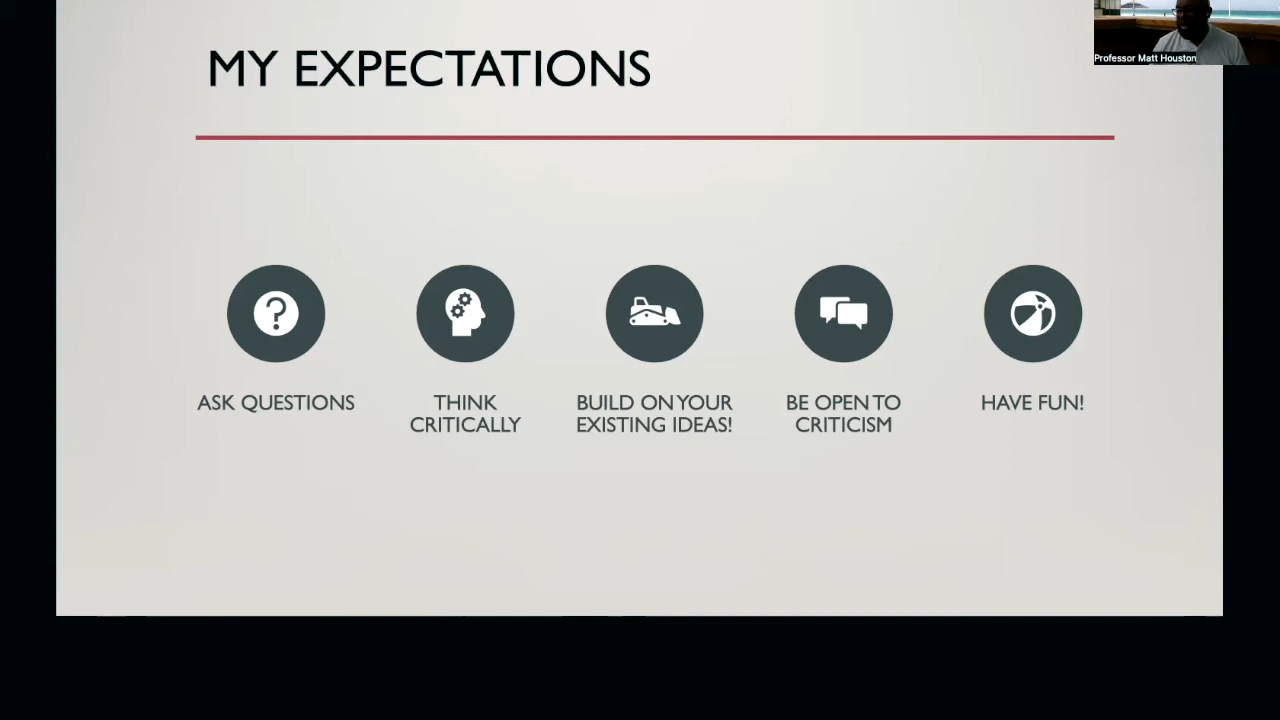 MY EXPECTATIONS
Professor Matt Houston
ASK QUESTIONS
THINK
CRITICALLY
BUILD ON YOUR
EXISTING IDEAS!
BE OPEN TO
CRITICISM
HAVE FUN!